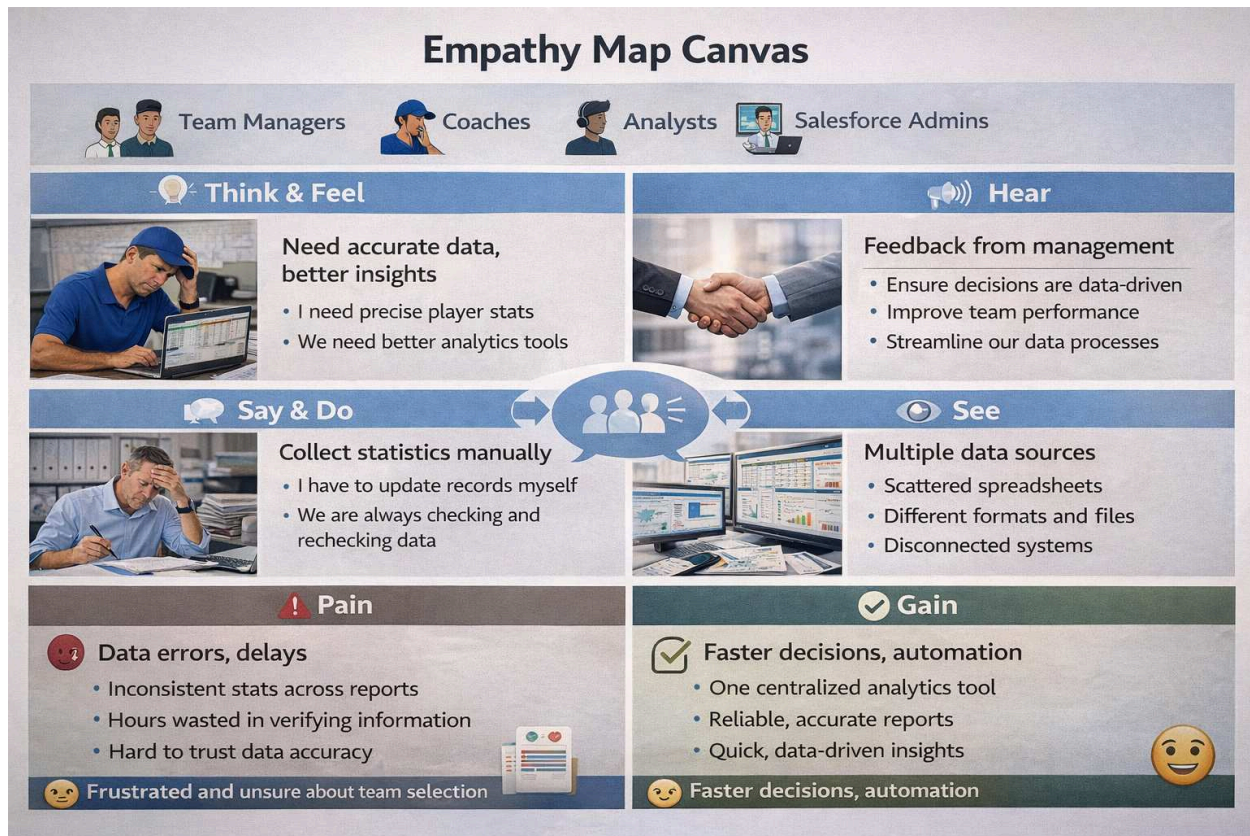 Empathy Map Canvas
Team Managers
Coaches
Analysts
Salesforce Admins
Think & Feel
Need accurate data,
better insights
• I need precise player stats
• We need better analytics tools
Hear
Feedback from management
• Ensure decisions are data-driven
• Improve team performance
• Streamline our data processes
Say & Do
Collect statistics manually
• I have to update records myself
• We are always checking and
rechecking data
See
Multiple data sources
• Scattered spreadsheets
• Different formats and files
• Disconnected systems
Pain
Data errors, delays
• Inconsistent stats across reports
• Hours wasted in verifying information
• Hard to trust data accuracy
Frustrated and unsure about team selection
Gain
Faster decisions, automation
• One centralized analytics tool
• Reliable, accurate reports
• Quick, data-driven insights
Faster decisions, automation